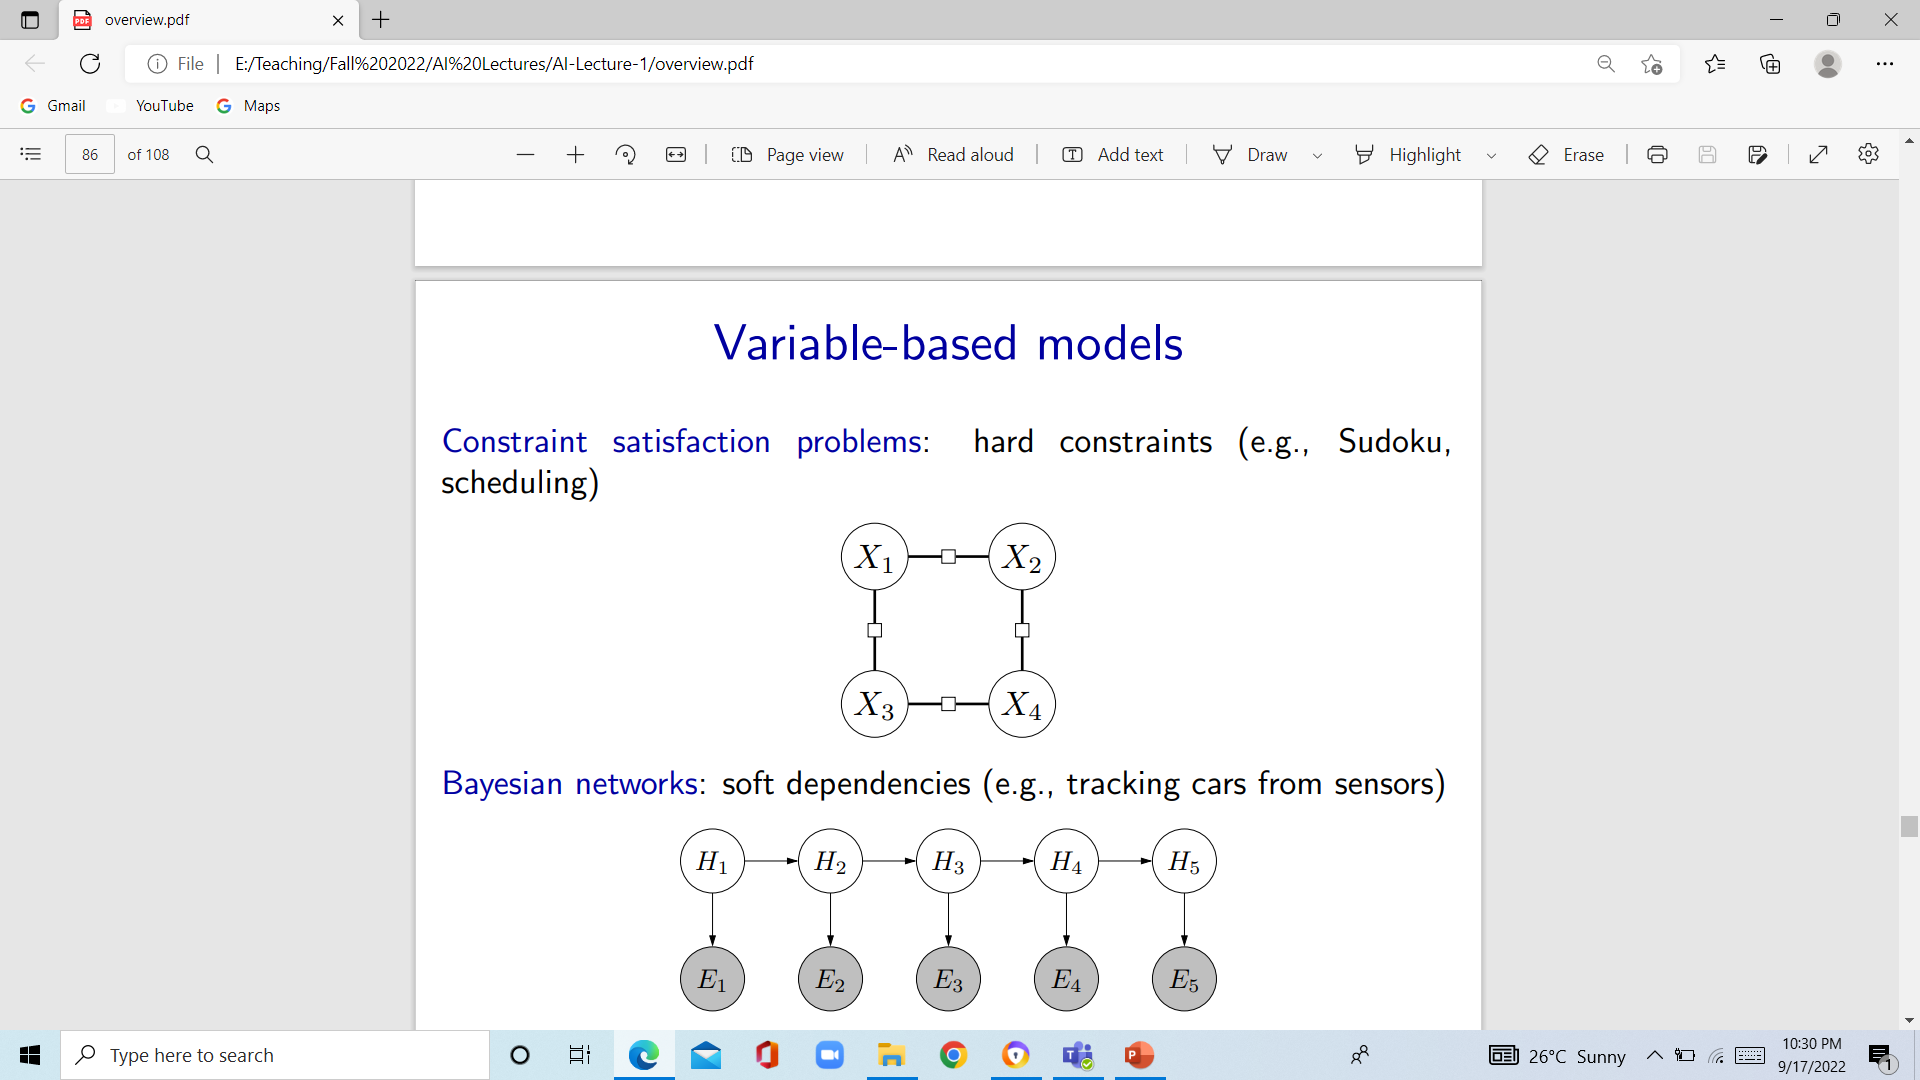 overview.pdf
File
E:/Teaching/Fall%202022/AI%20Lectures/AI-Lecture-1/overview.pdf
Gmail
YouTube
Maps
86 of 108
Page view
Read aloud
Add text
Draw
Highlight
Erase
Variable-based models
Constraint satisfaction problems: hard constraints (e.g., Sudoku,
scheduling)
X1 X2
X3 X4
Bayesian networks: soft dependencies (e.g., tracking cars from sensors)
H1 H2 H3 H4 H5
E1 E2 E3 E4 E5
Type here to search
26°C Sunny
10:30 PM
9/17/2022
1